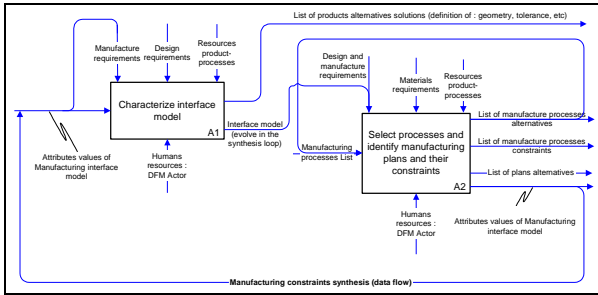 List of products alternatives solutions (definition of : geometry, tolerance, etc)
Manufacture
requirements
Design
requirements
Resources
product-
processes
Characterize interface
model
A1
Interface model
(evolve in the
synthesis loop)
Attributes values of
Manufacturing interface
model
Humans
resources :
DFM Actor
Design and
manufacture
requirements
Materials
requirements
Resources
product-
processes
Manufacturing
processes List
Select processes and
identify manufacturing
plans and their
constraints
A2
List of manufacture processes
alternatives
List of manufacture processes
constraints
List of plans alternatives
Attributes values of Manufacturing
interface model
Humans
resources :
DFM Actor
Manufacturing constraints synthesis (data flow)